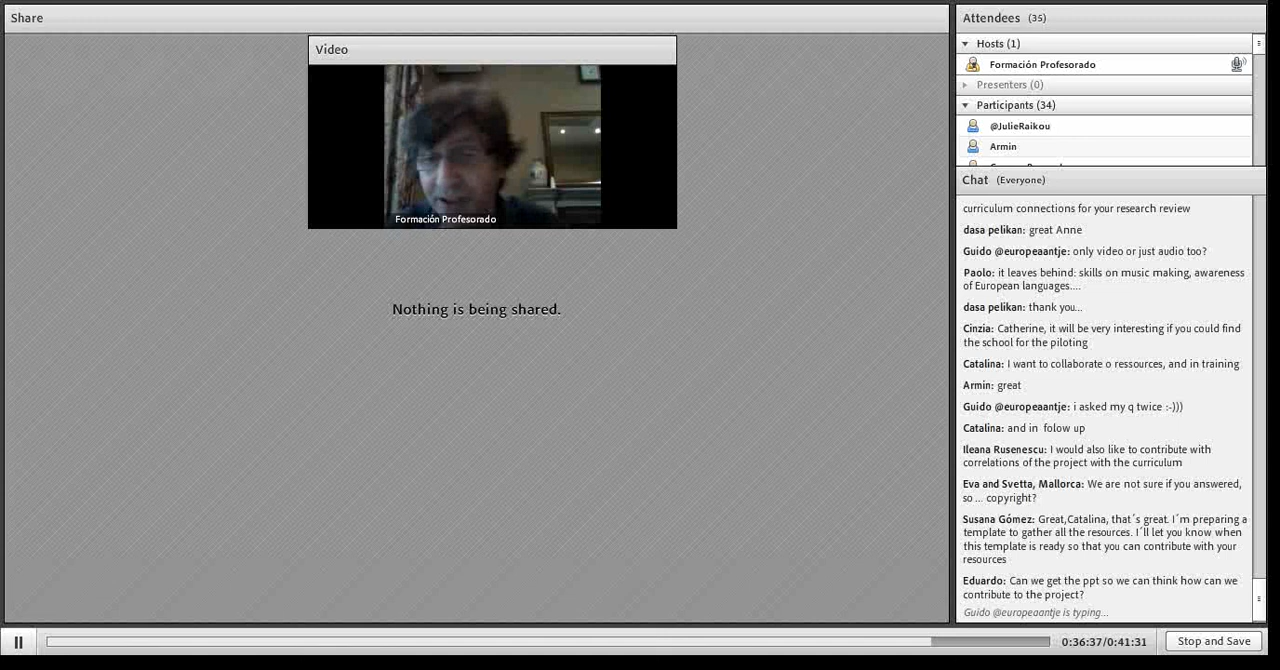 Share
Video
Formación Profesorado
Nothing is being shared.
Attendees (35)
Hosts (1)
Formación Profesorado
Presenters (0)
Participants (34)
@JulieRaikou
Armin
Chat (Everyone)
curriculum connections for your research review
dasa pelikan: great Anne
Guido @europeaantje: only video or just audio too?
Paolo: it leaves behind: skills on music making, awareness
of European languages....
dasa pelikan: thank you...
Cinzia: Catherine, it will be very interesting if you could find
the school for the piloting
Catalina: I want to collaborate o ressources, and in training
Armin: great
Guido @europeaantje: i asked my q twice :-)))
Catalina: and in folow up
Ileana Rusenescu: I would also like to contribute with
correlations of the project with the curriculum
Eva and Svetta, Mallorca: We are not sure if you answered,
so ... copyright?
Susana Gómez: Great,Catalina, that´s great. I´m preparing a
template to gather all the resources. I´ll let you know when
this template is ready so that you can contribute with your
resources
Eduardo: Can we get the ppt so we can think how can we
contribute to the project?
Guido @europeaantje is typing...
0:36:37/0:41:31
Stop and Save